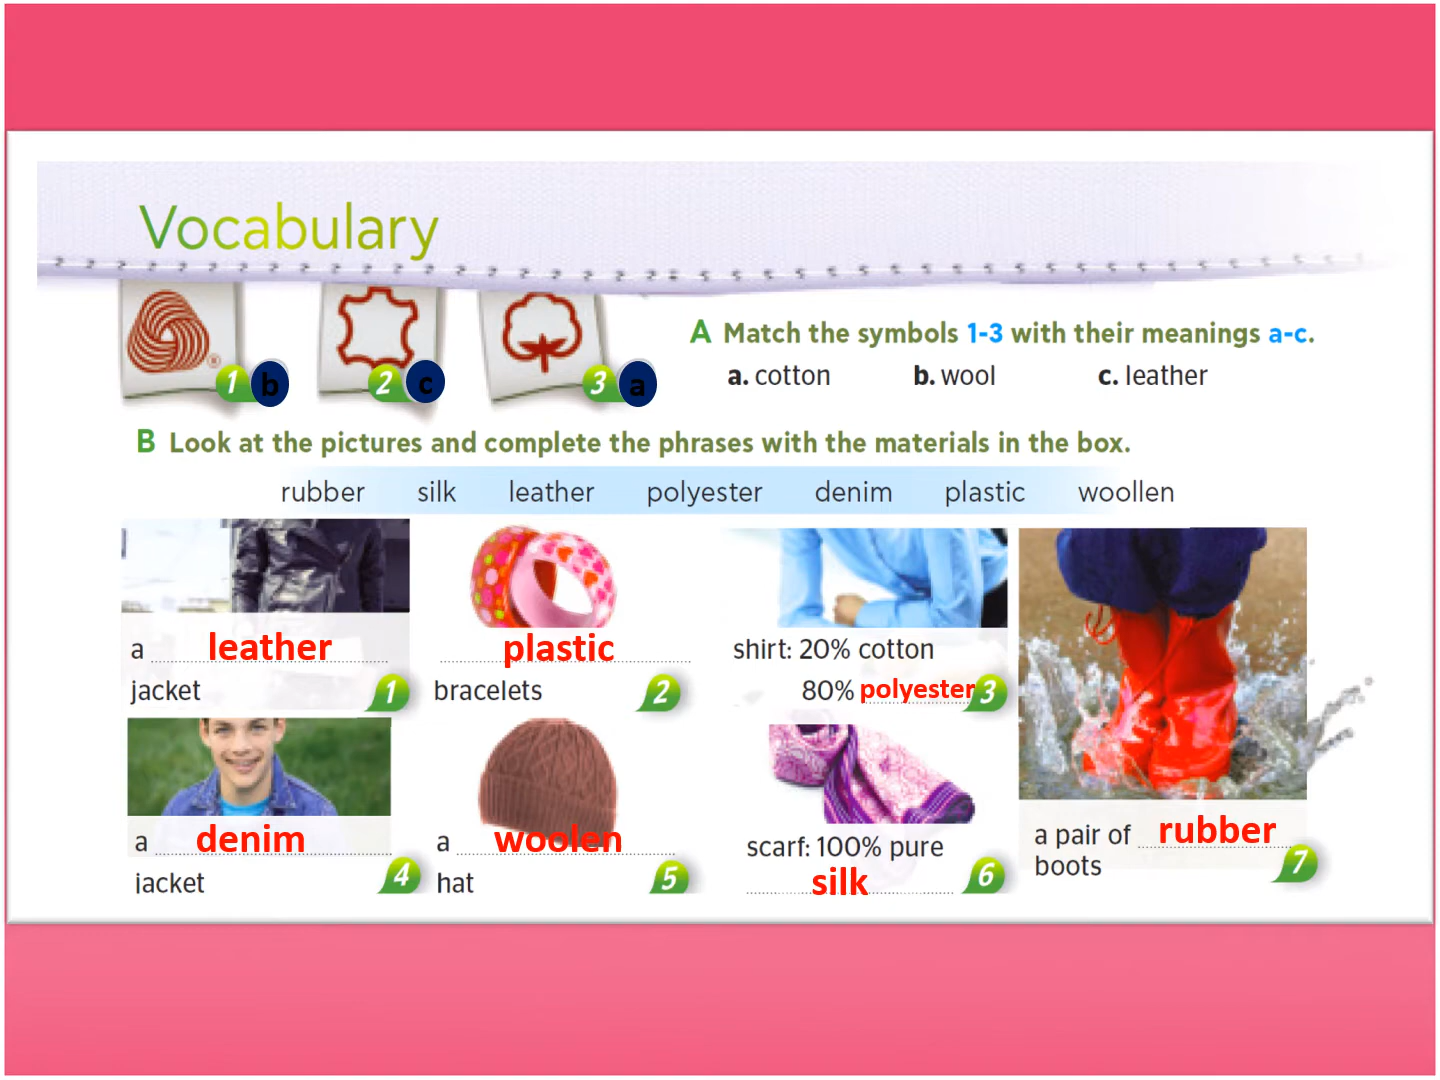 Vocabulary
®
1 b
2 c
3 a
A Match the symbols 1-3 with their meanings a-c.
a. cotton b. wool c. leather
B Look at the pictures and complete the phrases with the materials in the box.
rubber silk leather polyester denim plastic woollen
a leather
jacket
1
plastic
bracelets
2
shirt: 20% cotton
80% polyester
3
a denim
jacket
4
a woolen
hat
5
scarf: 100% pure
silk
6
a pair of rubber
boots
7